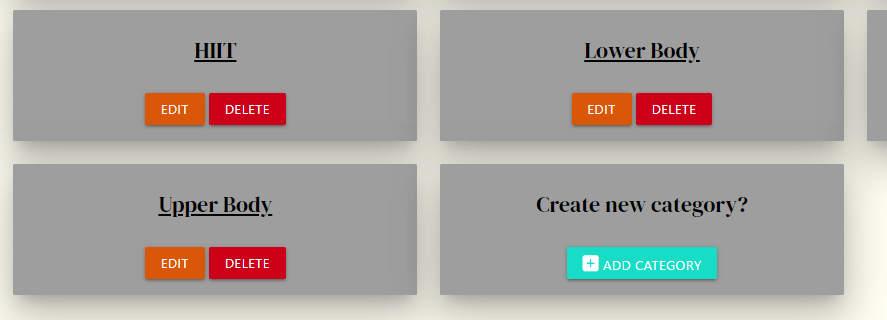 HIIT
EDIT DELETE
Lower Body
EDIT DELETE
Upper Body
EDIT DELETE
Create new category?
ADD CATEGORY